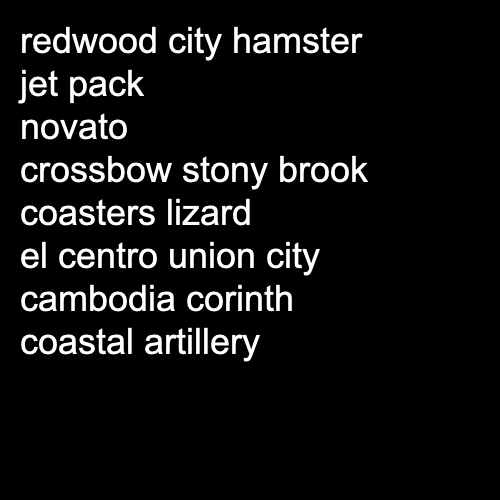 redwood city hamster
jet pack
novato
crossbow stony brook
coasters lizard
el centro union city
cambodia corinth
coastal artillery